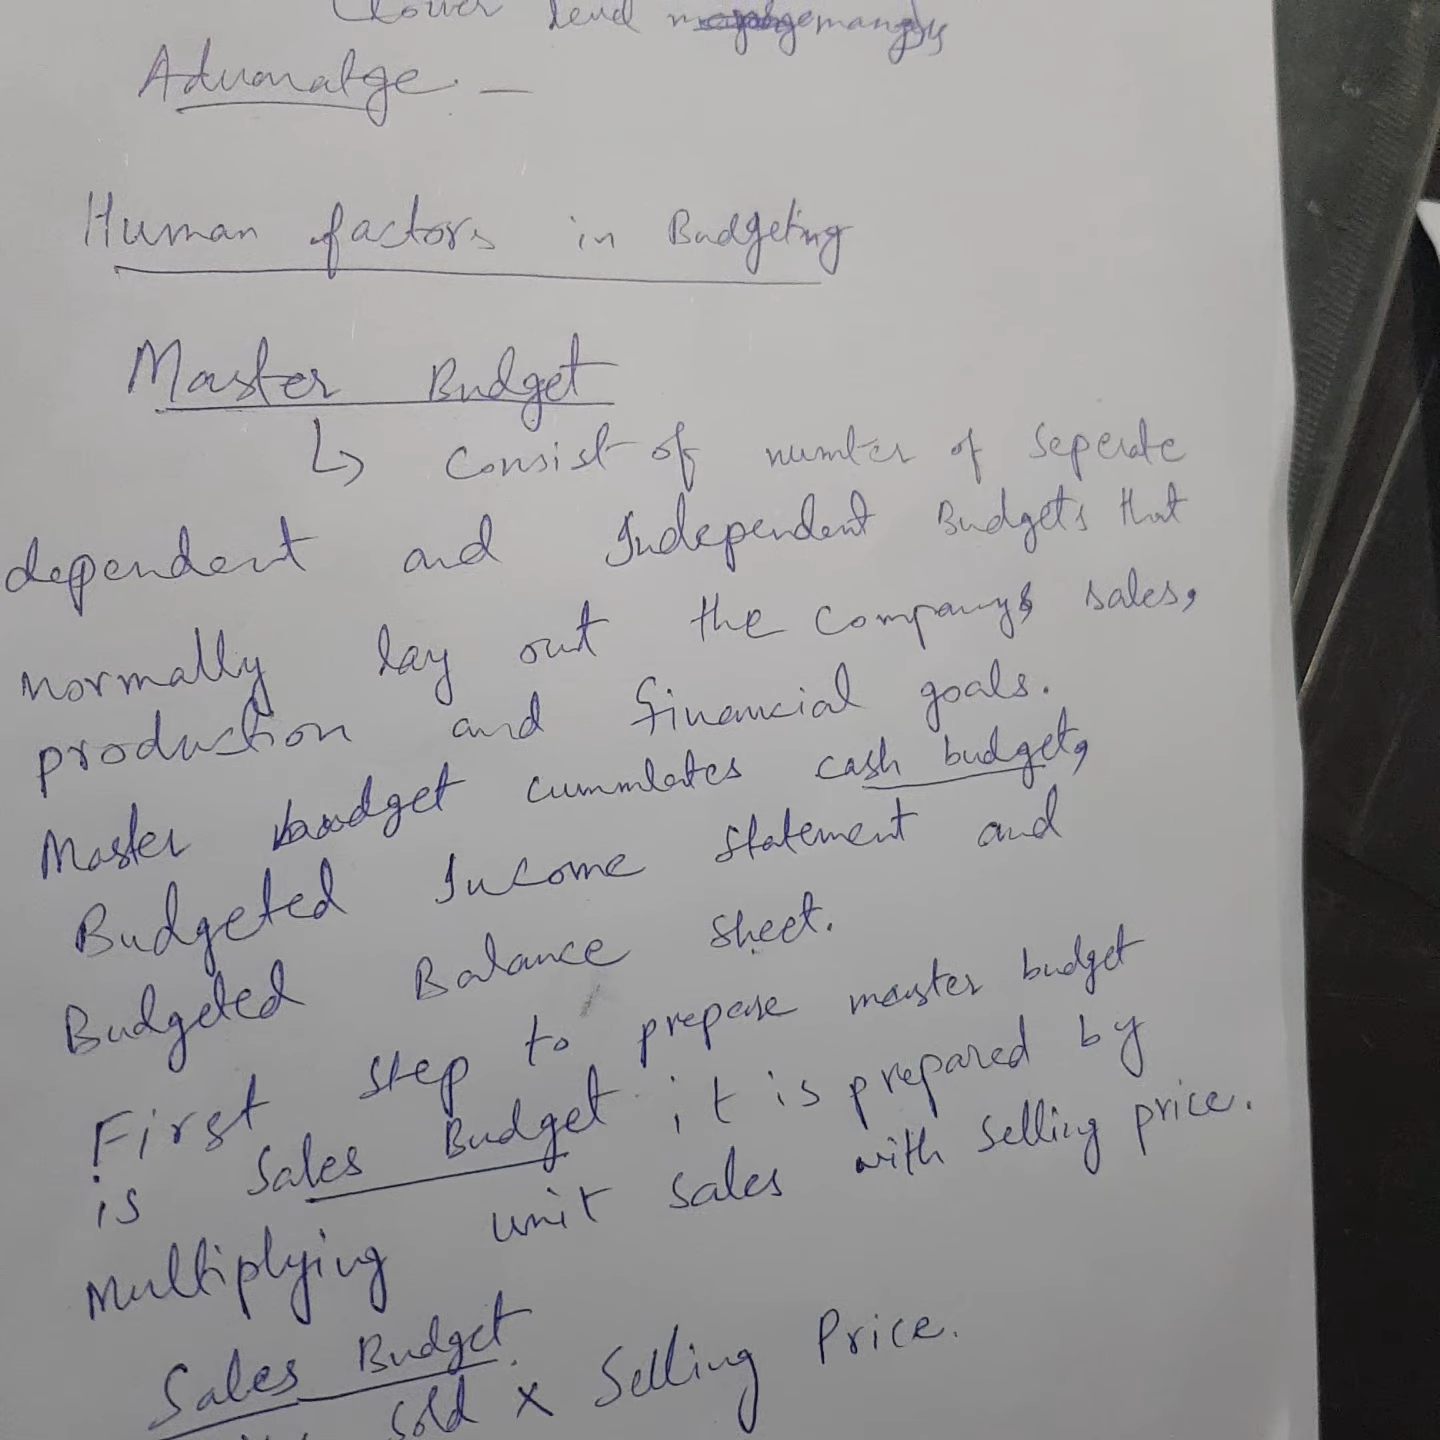 lower level
Advanatge. —
Human factors in Budgeting
Master Budget
↳ consist of number of seperate
dependent and Independent Budgets that
normally lay out the company's sales,
production and financial goals.
Master budget cummlates cash budget,
Budgeted Income statement and
Budgeted Balance sheet.
First step to prepare master budget
is Sales Budget it is prepared by
Multiplying unit sales with selling price.
Sales Budget
sold x Selling Price.